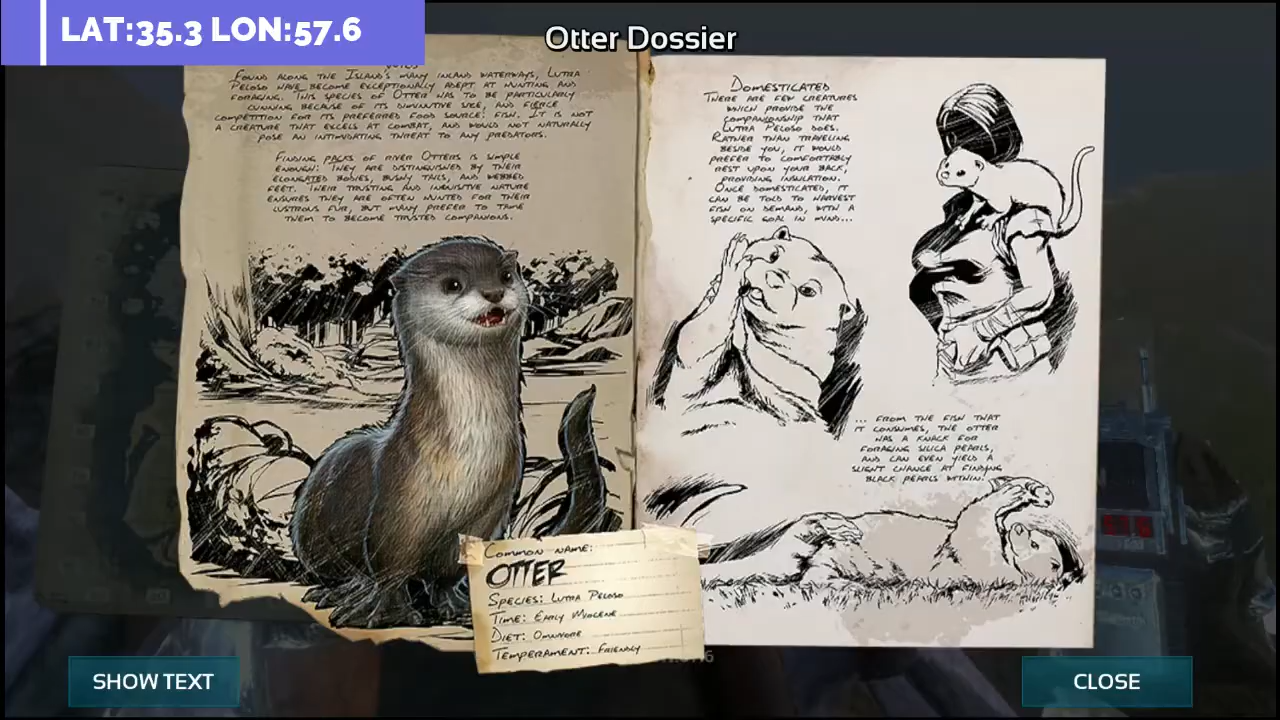 LAT:35.3 LON:57.6
Otter Dossier
FOUND ALONG THE ISLAND'S MANY INLAND WATERWAYS, LUTRA
PELOSO HAVE BECOME EXCEPTIONALLY ADEPT AT HUNTING AND
FORAGING. THIS SPECIES OF OTTER WAS TO BE PARTICULARLY
CUNNING BECAUSE OF ITS DIMINUTIVE SIZE, AND FIERCE
COMPETITION FOR ITS PREFERRED FOOD SOURCE: FISH. IT IS NOT
A CREATURE THAT EXCELS AT COMBAT, AND WOULD NOT NATURALLY
POSE AN INTIMIDATING THREAT TO ANY PREDATORS.
FINDING PACKS OF RIVER OTTERS IS SIMPLE
ENOUGH: THEY ARE DISTINGUISHED BY THEIR
ELONGATED BODIES, BUSHY TAILS, AND WEBBED
FEET. THEIR TRUSTING AND INQUISITIVE NATURE
ENSURES THEY ARE OFTEN HUNTED FOR THEIR
LUSTROUS FUR, BUT MANY PREFER TO TAME
THEM TO BECOME TRUSTED COMPANIONS.
DOMESTICATED
THERE ARE FEW CREATURES
WHICH PROVIDE THE
COMPANIONSHIP THAT
LUTRA PELOSO DOES.
RATHER THAN TRAVELING
BESIDE YOU, IT WOULD
PREFER TO COMFORTABLY
REST UPON YOUR BACK,
PROVIDING INSULATION.
ONCE DOMESTICATED, IT
CAN BE TOLD TO HARVEST
FISH ON DEMAND, WITH A
SPECIFIC GOAL IN MIND...
... FROM THE FISH THAT
IT CONSUMES, THE OTTER
HAS A KNACK FOR
FORAGING SILICA PEARLS,
AND CAN EVEN YIELD A
SLIGHT CHANCE AT FINDING
BLACK PEARLS WITHIN.
COMMON NAME:
OTTER
SPECIES: LUTRA PELOSO
TIME: EARLY MIOCENE
DIET: OMNIVORE
TEMPERAMENT: FRIENDLY
SHOW TEXT
CLOSE